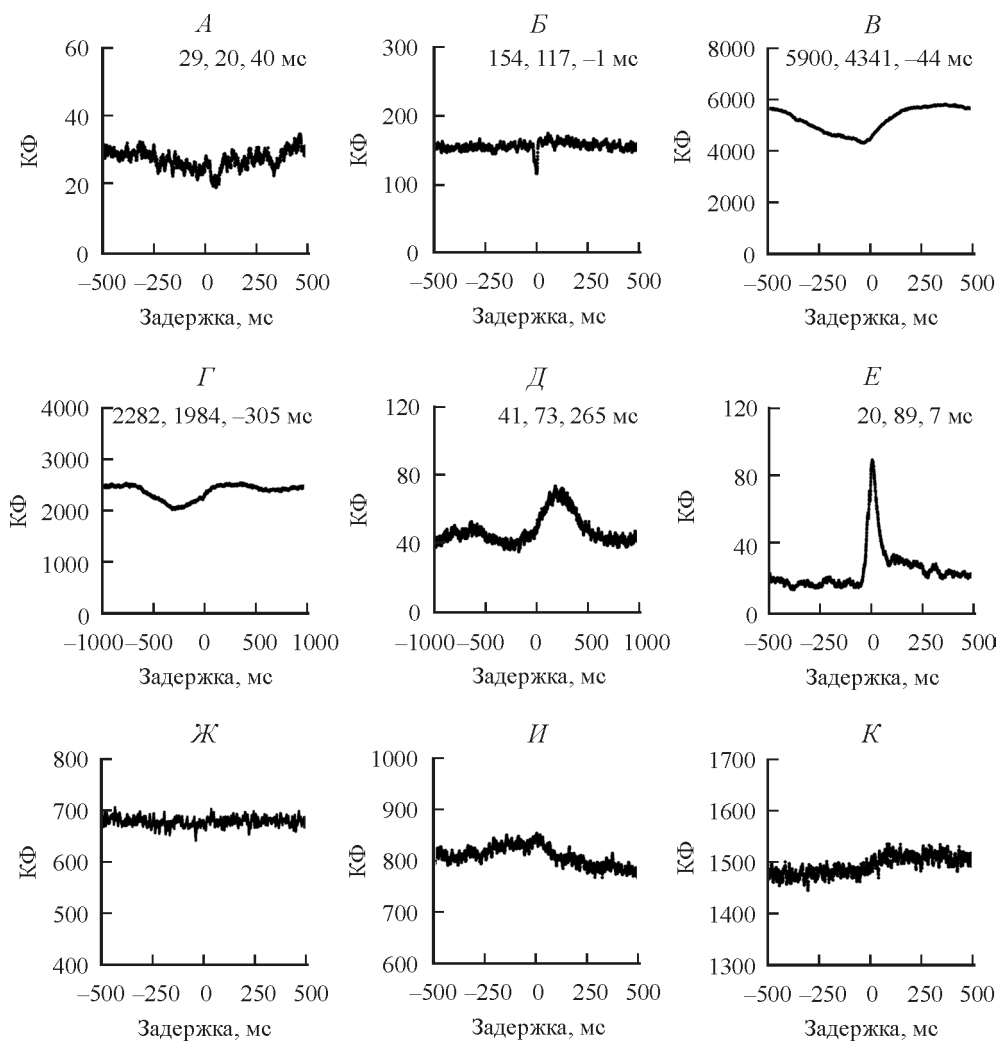 А
Б
В
29, 20, 40 мс
154, 117, –1 мс
5900, 4341, –44 мс
60
40
20
0
КФ
–500 –250 0 250 500
Задержка, мс
300
200
100
0
КФ
–500 –250 0 250 500
Задержка, мс
8000
6000
4000
2000
0
КФ
–500 –250 0 250 500
Задержка, мс
Г
Д
Е
2282, 1984, –305 мс
41, 73, 265 мс
20, 89, 7 мс
4000
3000
2000
1000
0
КФ
–1000 –500 0 500 1000
Задержка, мс
120
80
40
0
КФ
–1000 –500 0 500 1000
Задержка, мс
120
80
40
0
КФ
–500 –250 0 250 500
Задержка, мс
Ж
И
К
800
700
600
500
400
КФ
–500 –250 0 250 500
Задержка, мс
1000
900
800
700
600
КФ
–500 –250 0 250 500
Задержка, мс
1700
1600
1500
1400
1300
КФ
–500 –250 0 250 500
Задержка, мс